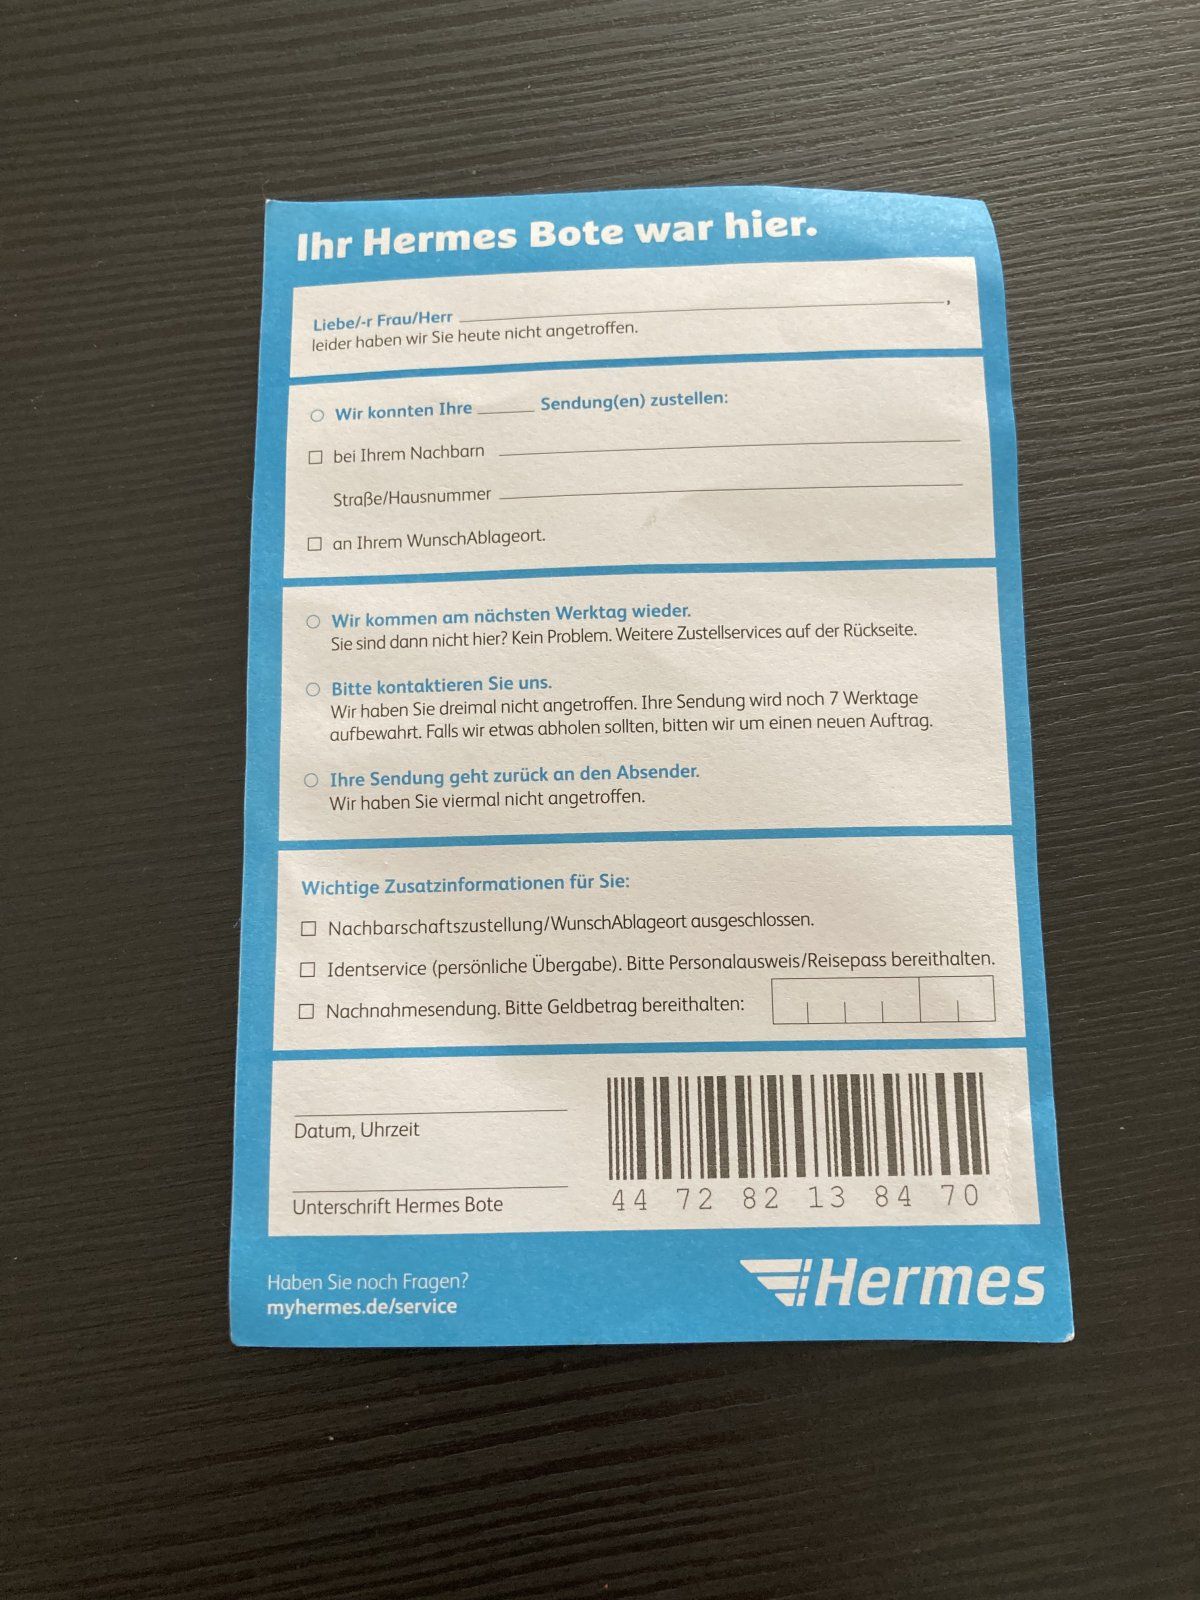 Ihr Hermes Bote war hier.
Liebe/-r Frau/Herr ,
leider haben wir Sie heute nicht angetroffen.
Wir konnten Ihre Sendung(en) zustellen:
bei Ihrem Nachbarn
Straße/Hausnummer
an Ihrem WunschAblageort.
Wir kommen am nächsten Werktag wieder.
Sie sind dann nicht hier? Kein Problem. Weitere Zustellservices auf der Rückseite.
Bitte kontaktieren Sie uns.
Wir haben Sie dreimal nicht angetroffen. Ihre Sendung wird noch 7 Werktage
aufbewahrt. Falls wir etwas abholen sollten, bitten wir um einen neuen Auftrag.
Ihre Sendung geht zurück an den Absender.
Wir haben Sie viermal nicht angetroffen.
Wichtige Zusatzinformationen für Sie:
Nachbarschaftszustellung/WunschAblageort ausgeschlossen.
Identservice (persönliche Übergabe). Bitte Personalausweis/Reisepass bereithalten.
Nachnahmesendung. Bitte Geldbetrag bereithalten:
Datum, Uhrzeit
Unterschrift Hermes Bote
44 72 82 13 84 70
Haben Sie noch Fragen?
myhermes.de/service
Hermes